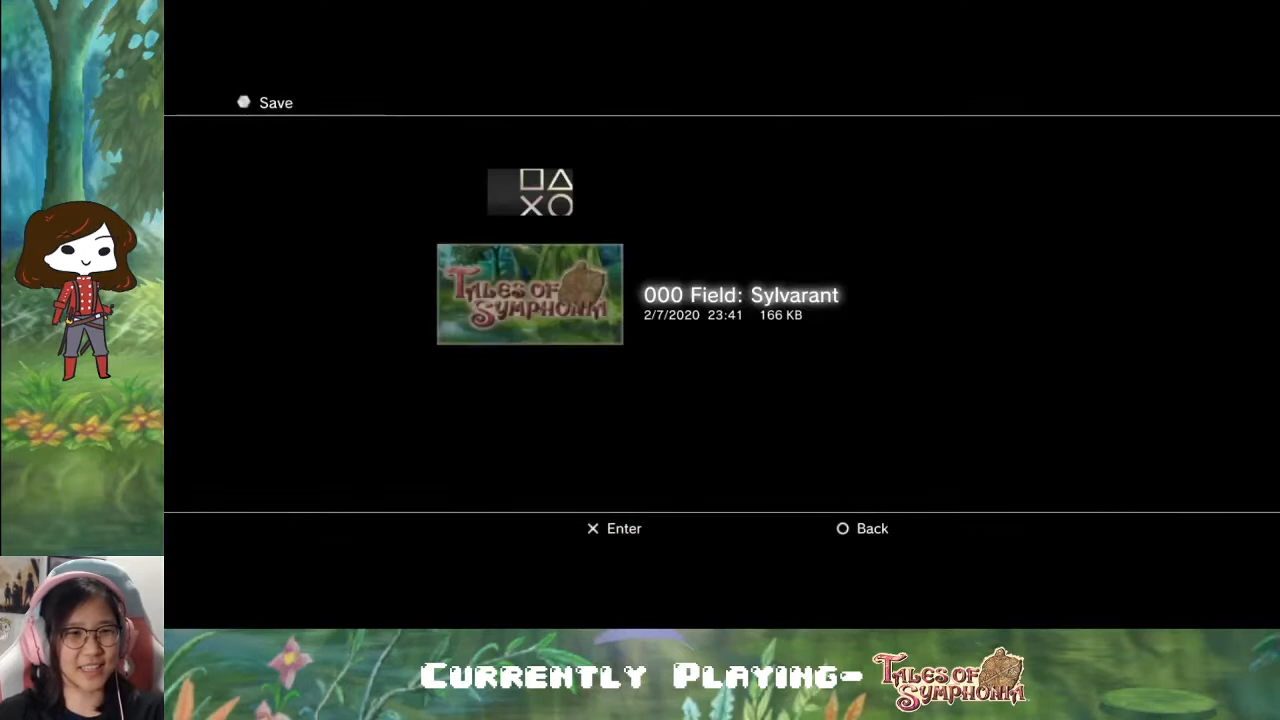 Save
TALES OF
SYMPHONIA
000 Field: Sylvarant
2/7/2020 23:41 166 KB
Enter
Back
Currently Playing-
TALES OF
SYMPHONIA